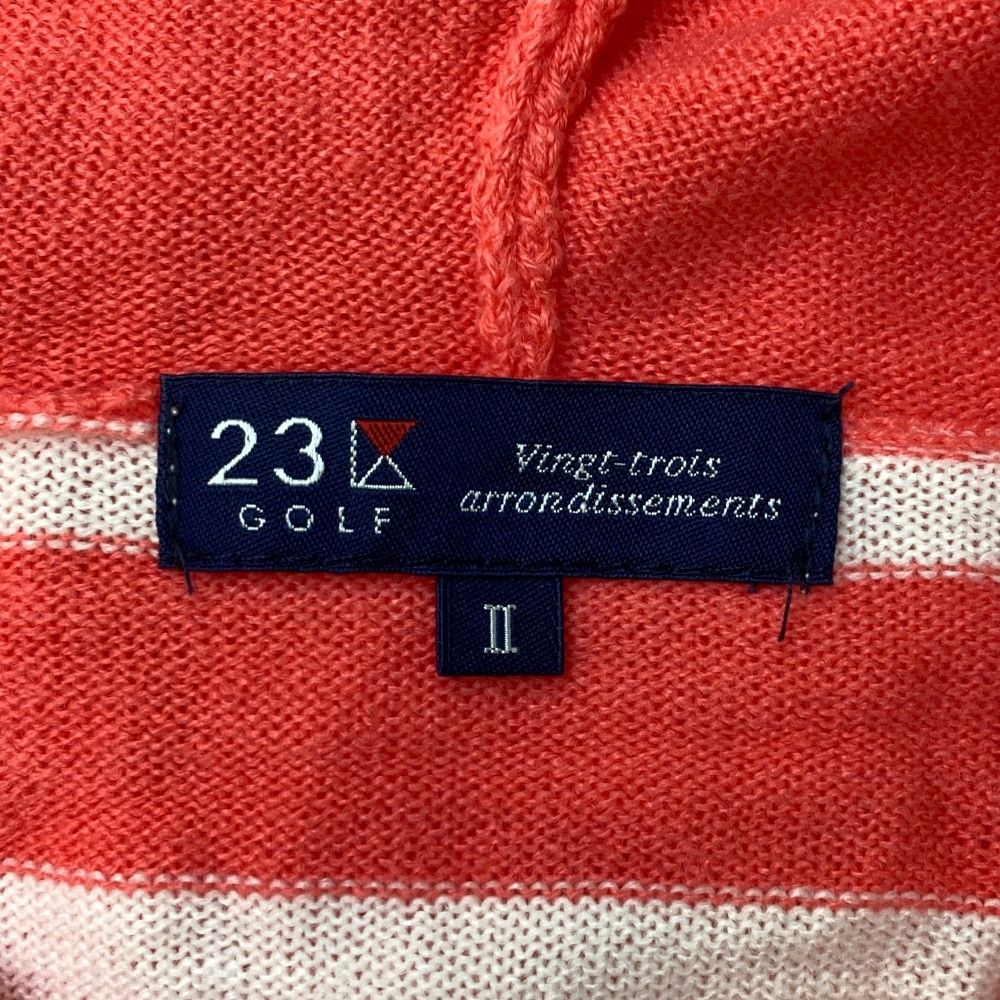 23
GOLF
Vingt-trois
arrondissements
II